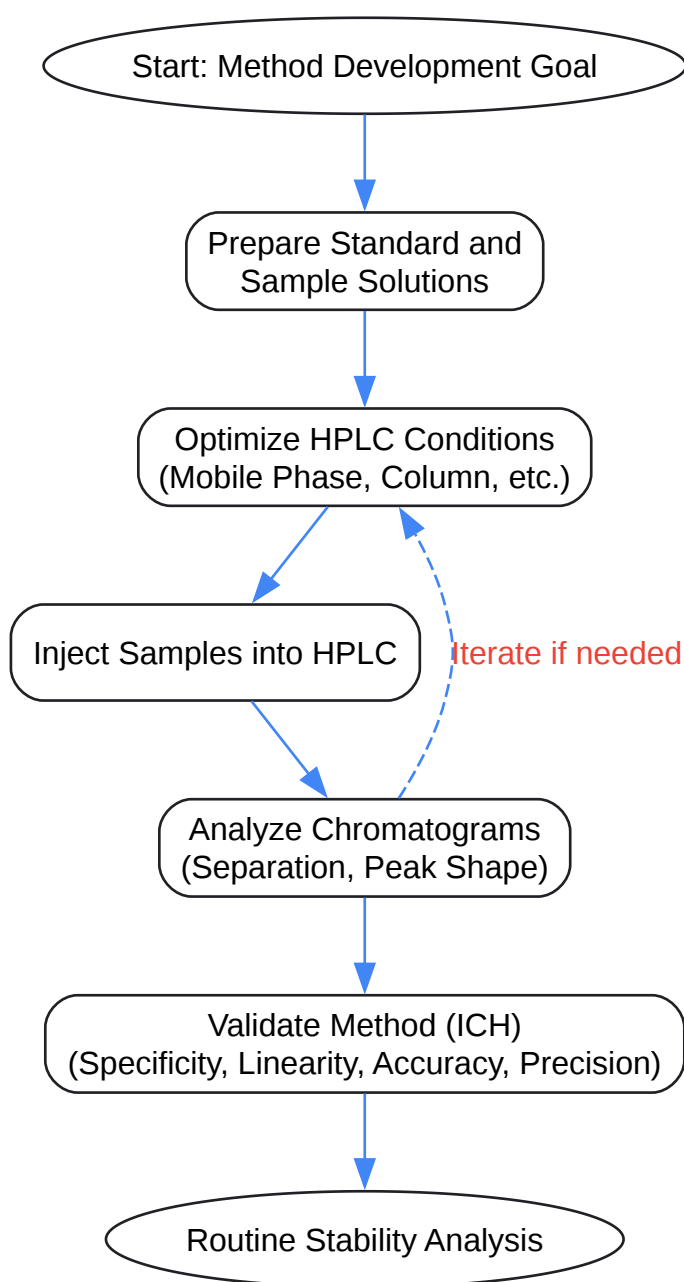 Start: Method Development Goal
Prepare Standard and
Sample Solutions
Optimize HPLC Conditions
(Mobile Phase, Column, etc.)
Inject Samples into HPLC
Iterate if needed
Analyze Chromatograms
(Separation, Peak Shape)
Validate Method (ICH)
(Specificity, Linearity, Accuracy, Precision)
Routine Stability Analysis